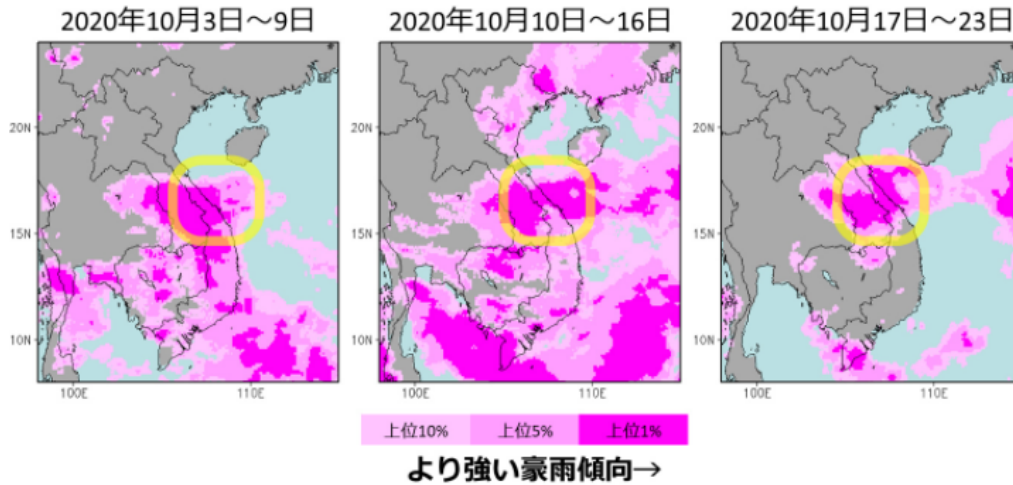 2020年10月3日～9日
2020年10月10日～16日
2020年10月17日～23日
20N
15N
10N
100E
110E
20N
15N
10N
100E
110E
20N
15N
10N
100E
110E
上位10%
上位5%
上位1%
より強い豪雨傾向→